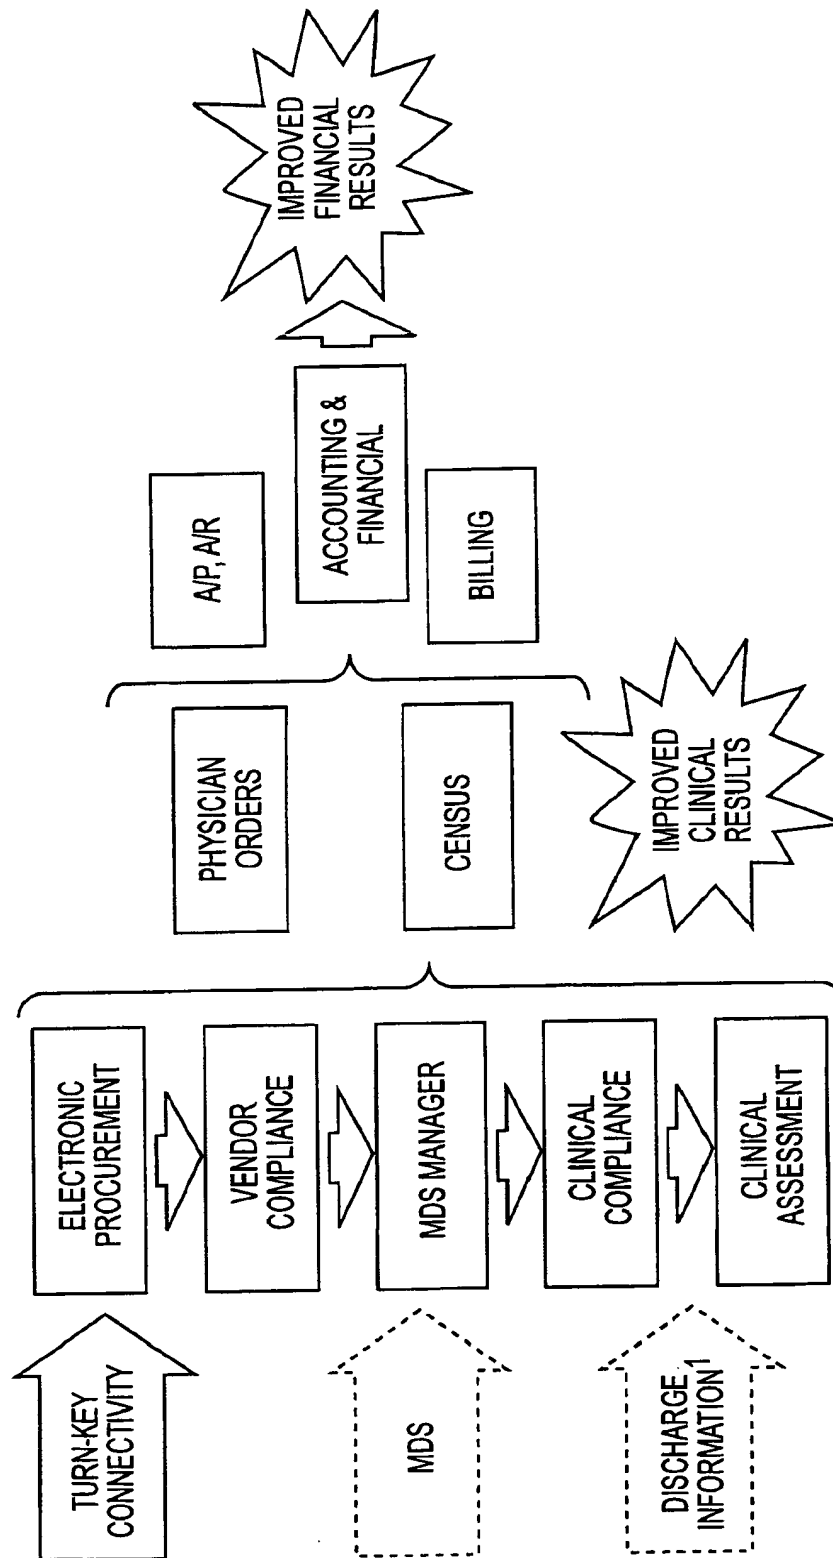 TURN-KEY
CONNECTIVITY
MDS
DISCHARGE
INFORMATION1
ELECTRONIC
PROCUREMENT
VENDOR
COMPLIANCE
MDS MANAGER
CLINICAL
COMPLIANCE
CLINICAL
ASSESSMENT
PHYSICIAN
ORDERS
CENSUS
IMPROVED
CLINICAL
RESULTS
A/P, A/R
ACCOUNTING &
FINANCIAL
BILLING
IMPROVED
FINANCIAL
RESULTS